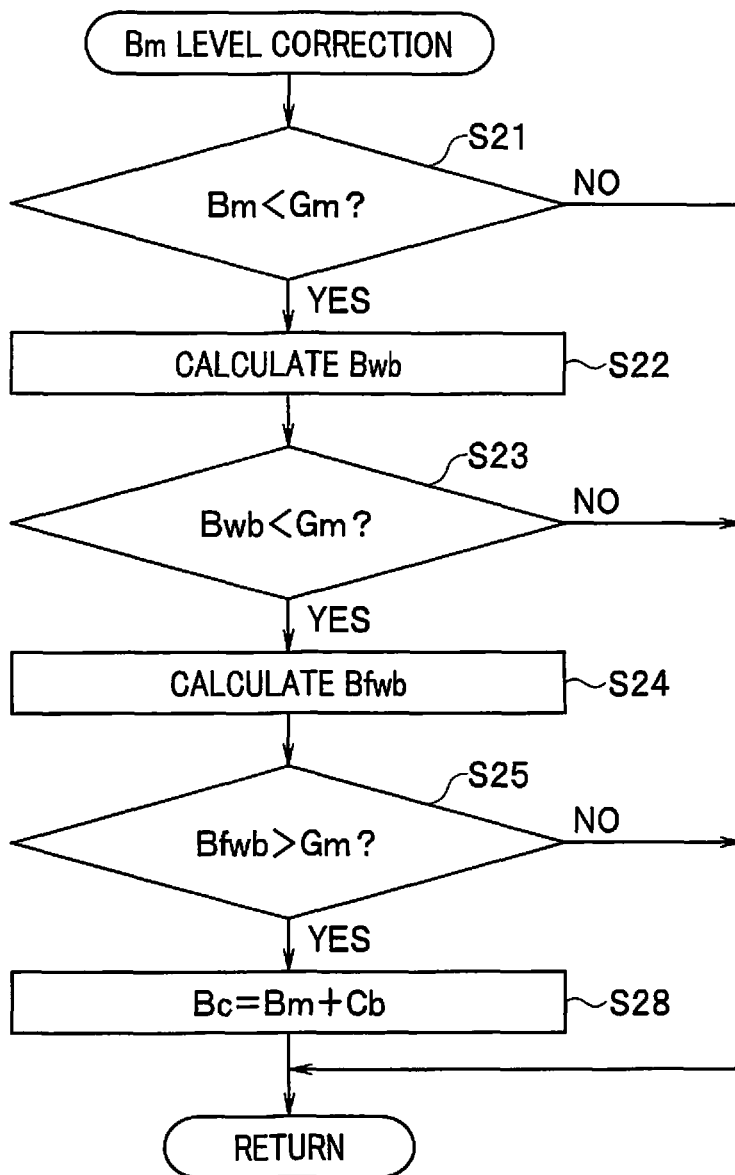 Bm LEVEL CORRECTION
S21
Bm<Gm?
NO
YES
CALCULATE Bwb
S22
S23
Bwb<Gm?
NO
YES
CALCULATE Bfwb
S24
S25
Bfwb>Gm?
NO
YES
Bc=Bm+Cb
S28
RETURN